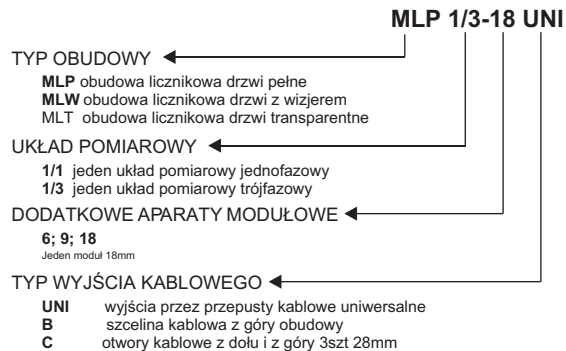 MLP 1/3-18 UNI
TYP OBUDOWY
MLP obudowa licznikowa drzwi pełne
MLW obudowa licznikowa drzwi z wizjerem
MLT obudowa licznikowa drzwi transparentne
UKŁAD POMIAROWY
1/1 jeden układ pomiarowy jednofazowy
1/3 jeden układ pomiarowy trójfazowy
DODATKOWE APARATY MODUŁOWE
6; 9; 18
Jeden moduł 18mm
TYP WYJŚCIA KABLOWEGO
UNI wyjścia przez przepusty kablowe uniwersalne
B szcelina kablowa z góry obudowy
C otwory kablowe z dołu i z góry 3szt 28mm